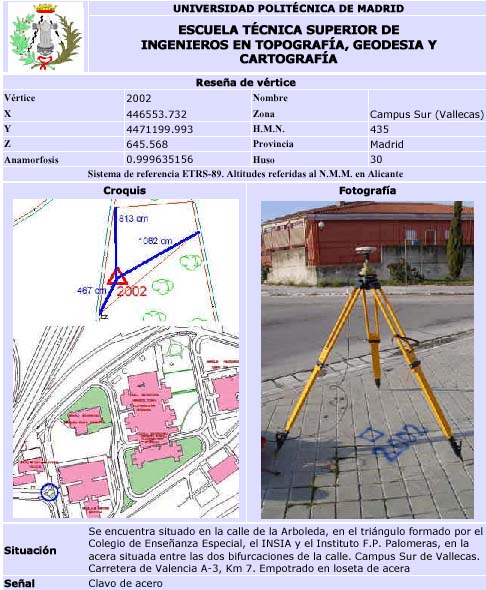 UNIVERSIDAD POLITÉCNICA DE MADRID
ESCUELA TÉCNICA SUPERIOR DE
INGENIEROS EN TOPOGRAFÍA, GEODESIA Y
CARTOGRAFÍA
Reseña de vértice
Vértice 2002 Nombre
X 446553.732 Zona Campus Sur (Vallecas)
Y 4471199.993 H.M.N. 435
Z 645.568 Provincia Madrid
Anamorfosis 0.999635156 Huso 30
Sistema de referencia ETRS-89. Altitudes referidas al N.M.M. en Alicante
Croquis Fotografía
813 cm
1082 cm
467 cm
2002
2002
Situación
Se encuentra situado en la calle de la Arboleda, en el triángulo formado por el
Colegio de Enseñanza Especial, el INSIA y el Instituto F.P. Palomeras, en la
acera situada entre las dos bifurcaciones de la calle. Campus Sur de Vallecas.
Carretera de Valencia A-3, Km 7. Empotrado en loseta de acera
Señal Clavo de acero